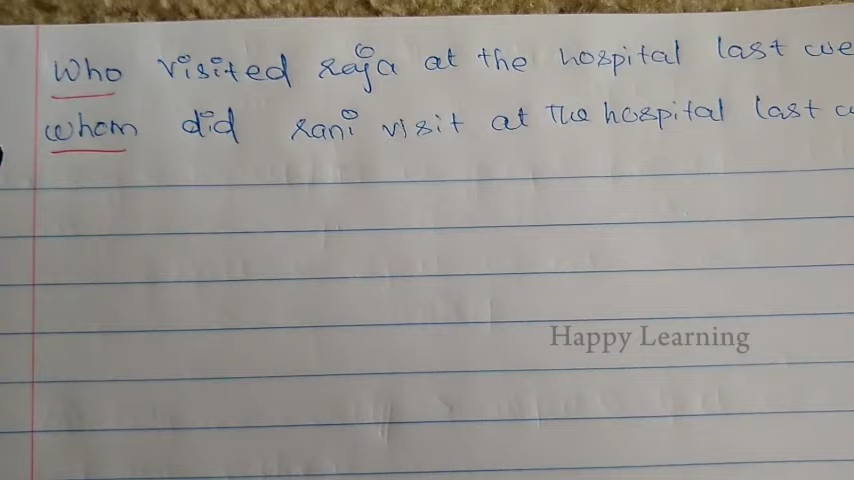 Who visited raja at the hospital last
whom did rani visit at The hospital last
Happy Learning